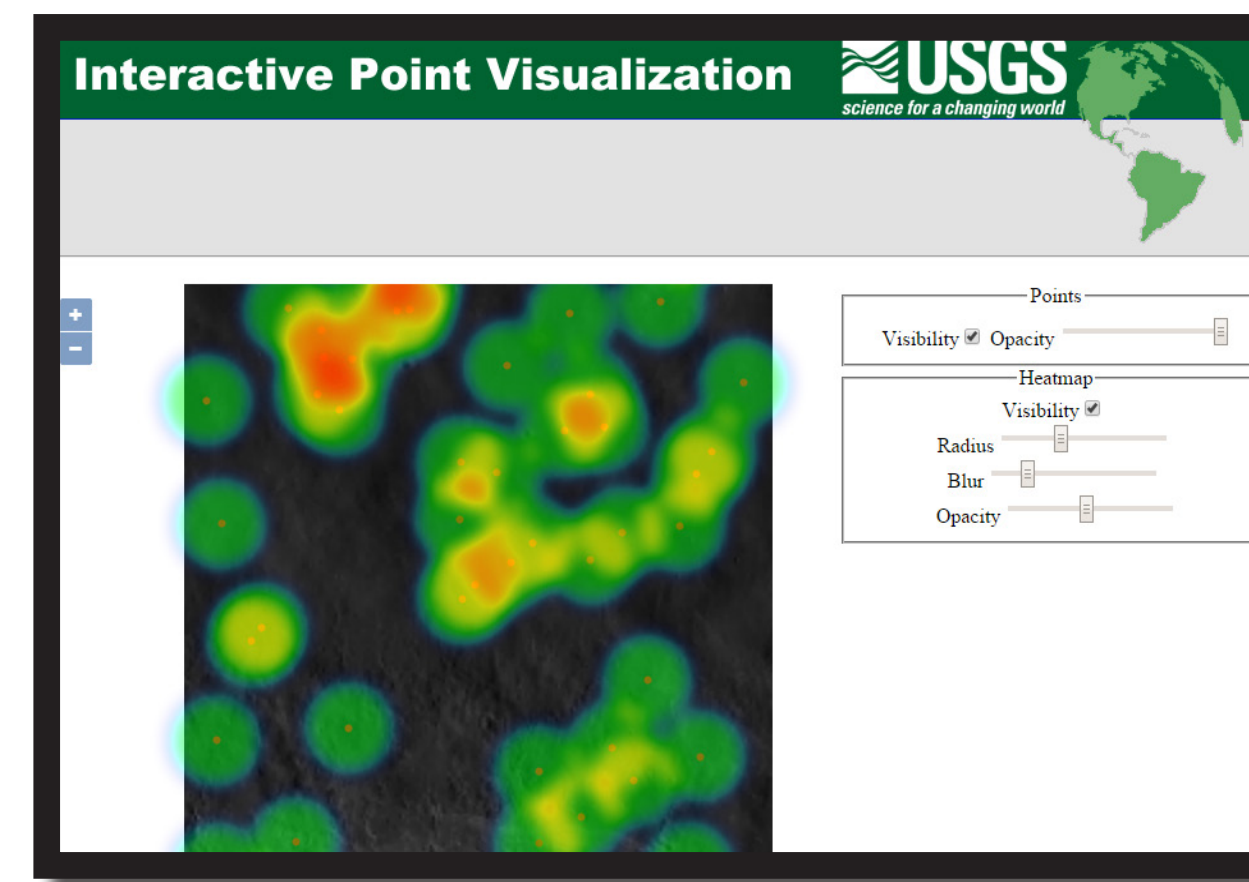 Interactive Point Visualization
USGS
science for a changing world
+
−
Points
Visibility Opacity
Heatmap
Visibility
Radius
Blur
Opacity